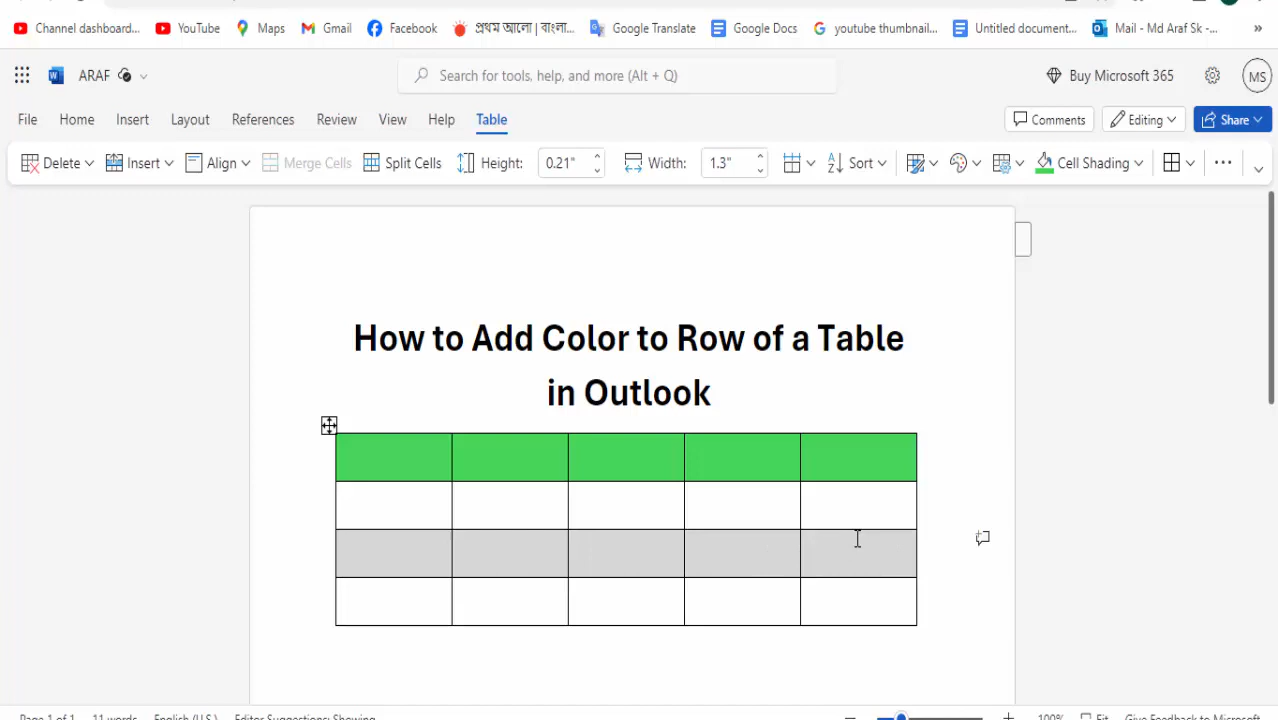 Channel dashboard... YouTube Maps Gmail Facebook প্রথম আলো | বাংলা... Google Translate Google Docs youtube thumbnail... Untitled document... Mail - Md Araf Sk -... »
ARAF Search for tools, help, and more (Alt + Q) Buy Microsoft 365 MS
File Home Insert Layout References Review View Help Table Comments Editing Share
Delete Insert Align Merge Cells Split Cells Height: 0.21" Width: 1.3" Sort Cell Shading ...
How to Add Color to Row of a Table
in Outlook
Page 1 of 1 11 words English (U.S.) Editor Suggestions: Showing 100% Fit Give Feedback to Microsoft